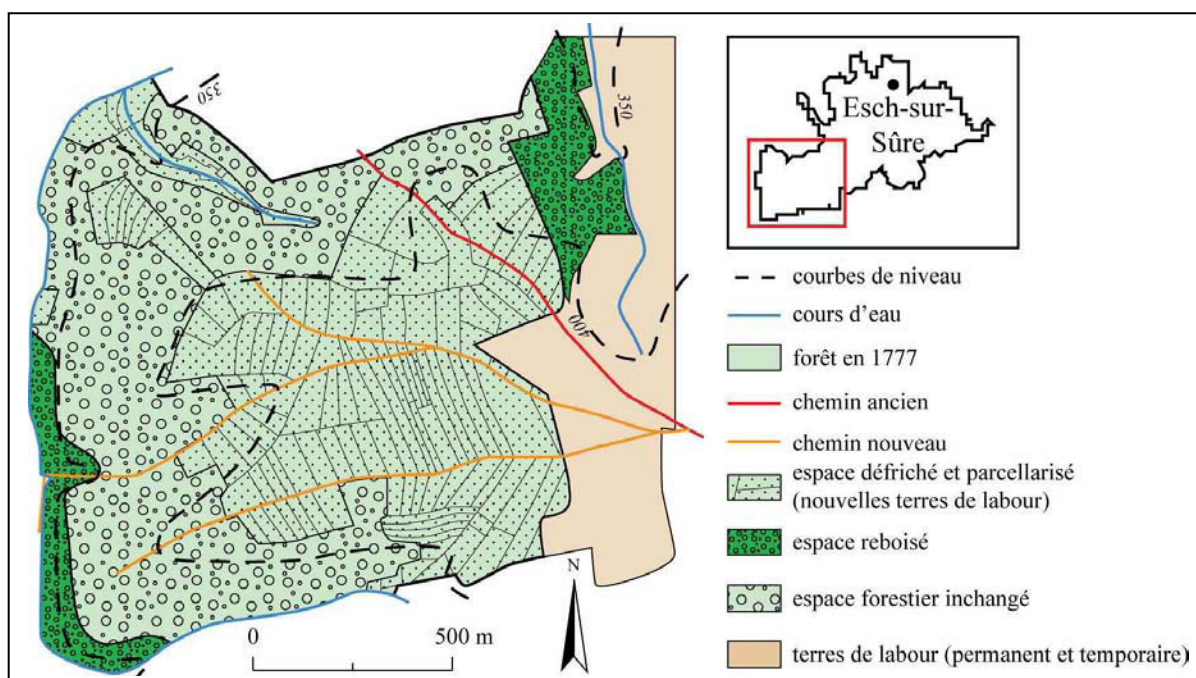 350
350
400
N
0
500 m
Esch-sur-
Sûre
courbes de niveau
cours d'eau
forêt en 1777
chemin ancien
chemin nouveau
espace défriché et parcellarisé
(nouvelles terres de labour)
espace reboisé
espace forestier inchangé
terres de labour (permanent et temporaire)